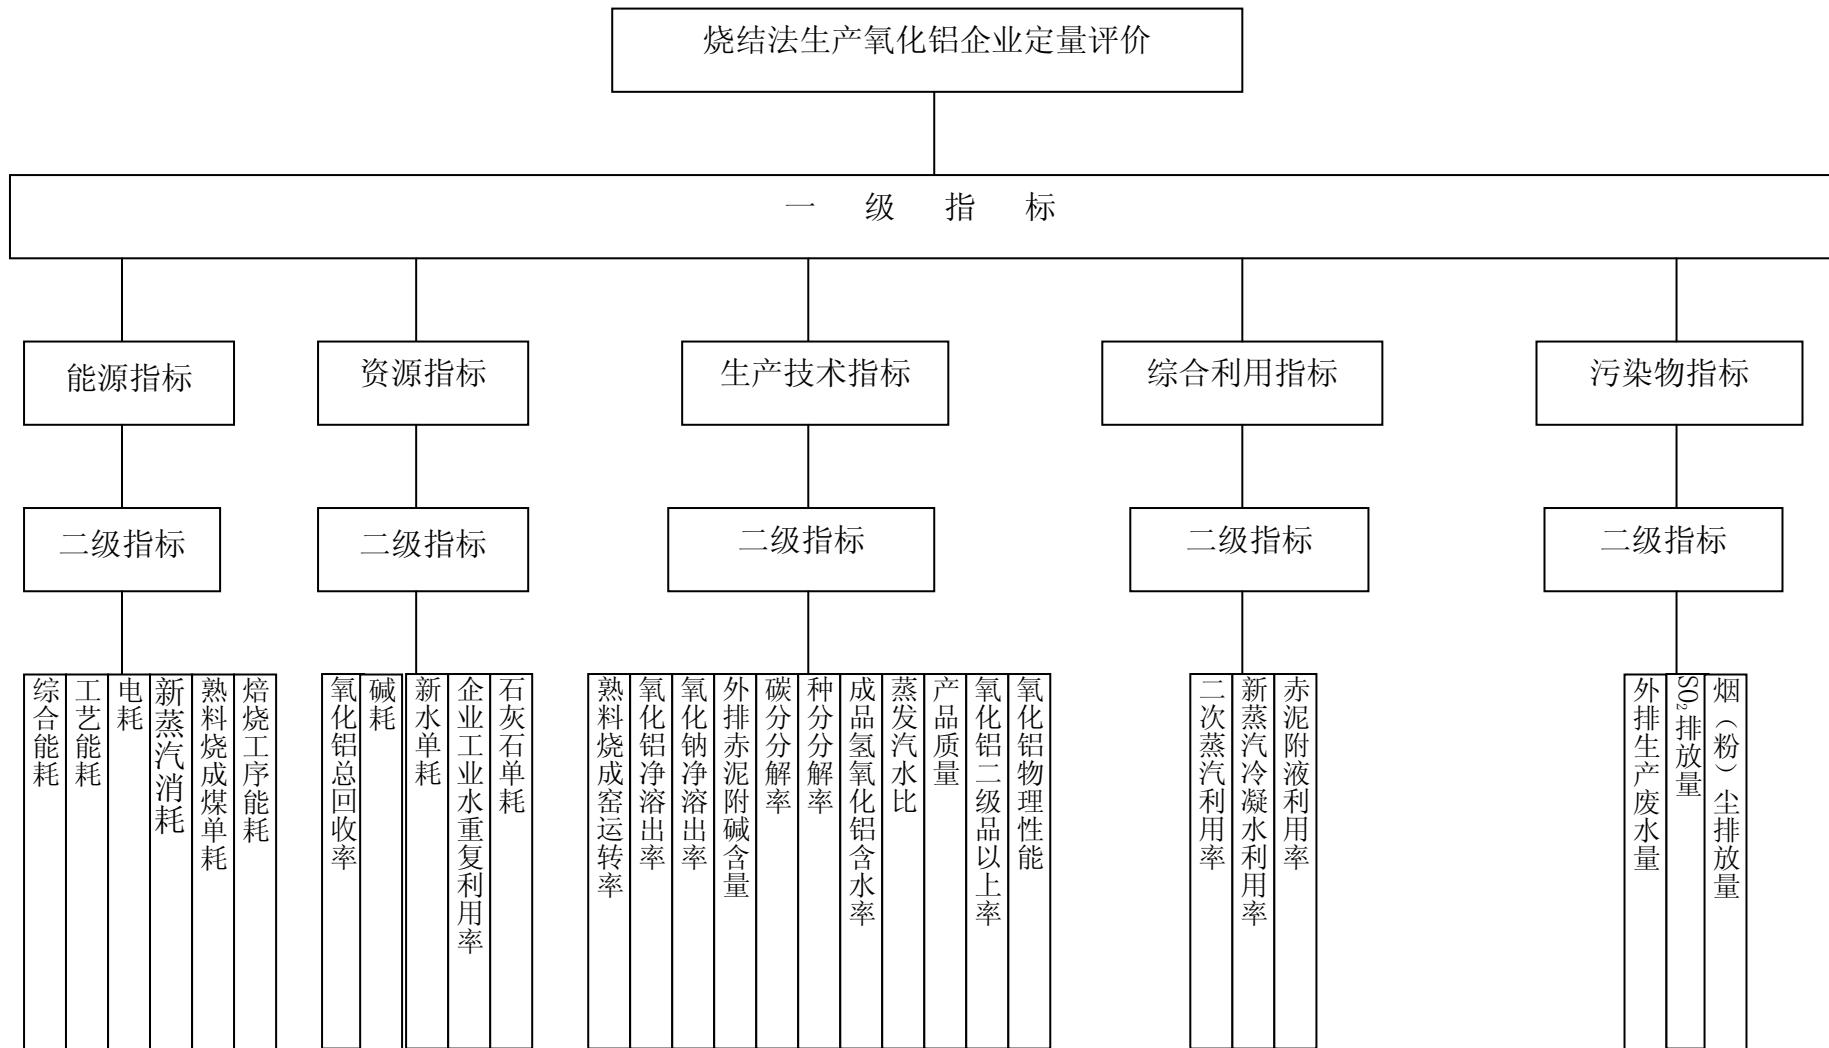 烧结法生产氧化铝企业定量评价
一 级 指 标
能源指标
资源指标
生产技术指标
综合利用指标
污染物指标
二级指标
二级指标
二级指标
二级指标
二级指标
综合能耗
工艺能耗
电耗
新蒸汽消耗
熟料烧成煤单耗
焙烧工序能耗
氧化铝总回收率
碱耗
新水单耗
企业工业水重复利用率
石灰石单耗
熟料烧成窑运转率
氧化铝净溶出率
氧化钠净溶出率
外排赤泥附碱含量
碳分分解率
种分分解率
成品氢氧化铝含水率
蒸发汽水比
产品质量
氧化铝二级品以上率
氧化铝物理性能
二次蒸汽利用率
新蒸汽冷凝水利用率
赤泥附液利用率
外排生产废水量
SO₂排放量
烟（粉）尘排放量